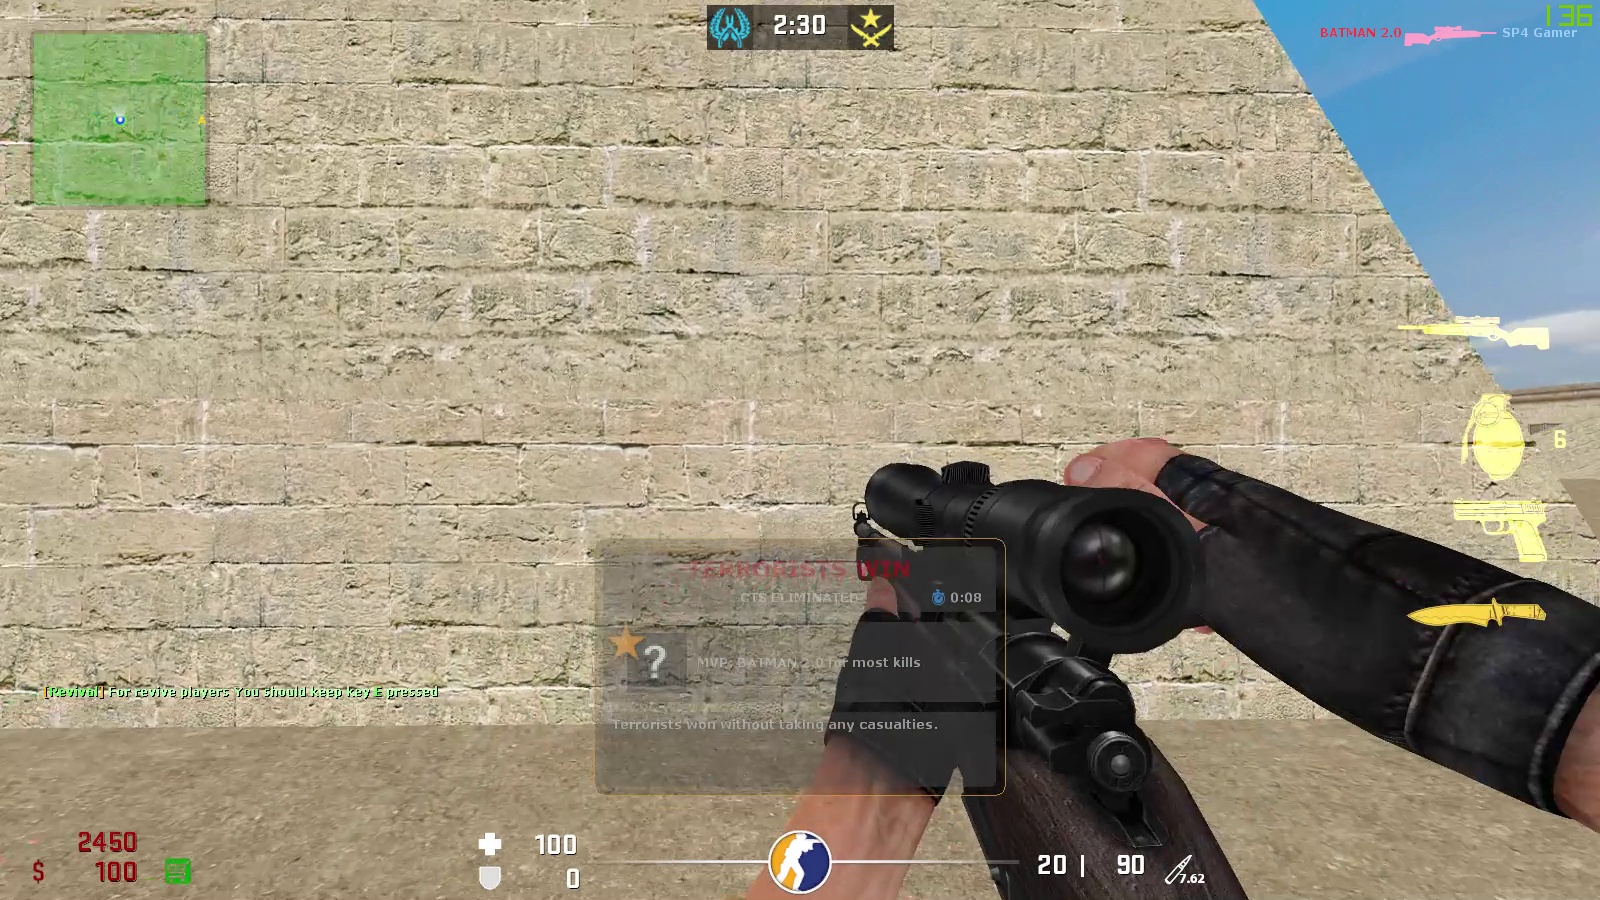 2:30
136
BATMAN 2.0 SP4 Gamer
A
6
TERRORISTS WIN
CTS ELIMINATED
0:08
?
MVP: BATMAN 2.0 for most kills
[Revival] For revive players You should keep key E pressed
Terrorists won without taking any casualties.
2450
$ 100
100
0
20 | 90
7.62